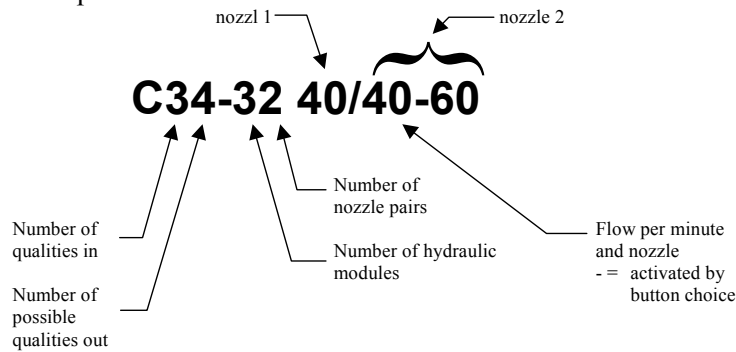 nozzl 1
nozzle 2
C34-32 40/40-60
Number of
nozzle pairs
Number of
qualities in
Number of hydraulic
modules
Flow per minute
and nozzle
- = activated by
button choice
Number of
possible
qualities out